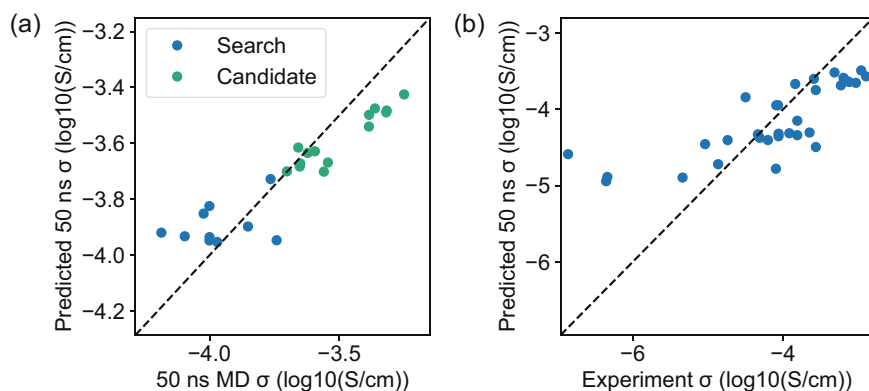 (a)
Predicted 50 ns σ (log10(S/cm))
−3.2
−3.4
−3.6
−3.8
−4.0
−4.2
Search
Candidate
−4.0
−3.5
50 ns MD σ (log10(S/cm))
(b)
Predicted 50 ns σ (log10(S/cm))
−3
−4
−5
−6
−6
−4
Experiment σ (log10(S/cm))